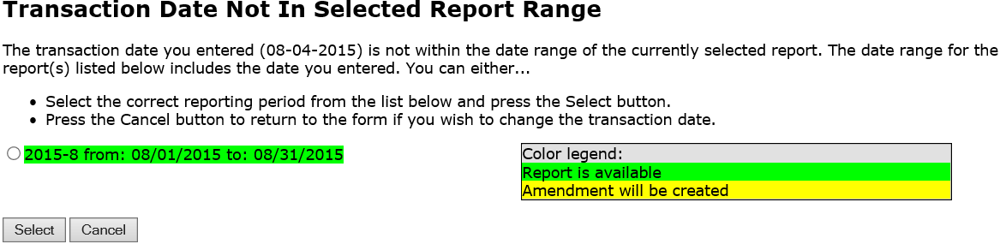 Transaction Date Not In Selected Report Range
The transaction date you entered (08-04-2015) is not within the date range of the currently selected report. The date range for the
report(s) listed below includes the date you entered. You can either...
• Select the correct reporting period from the list below and press the Select button.
• Press the Cancel button to return to the form if you wish to change the transaction date.
2015-8 from: 08/01/2015 to: 08/31/2015
Color legend:
Report is available
Amendment will be created
Select Cancel